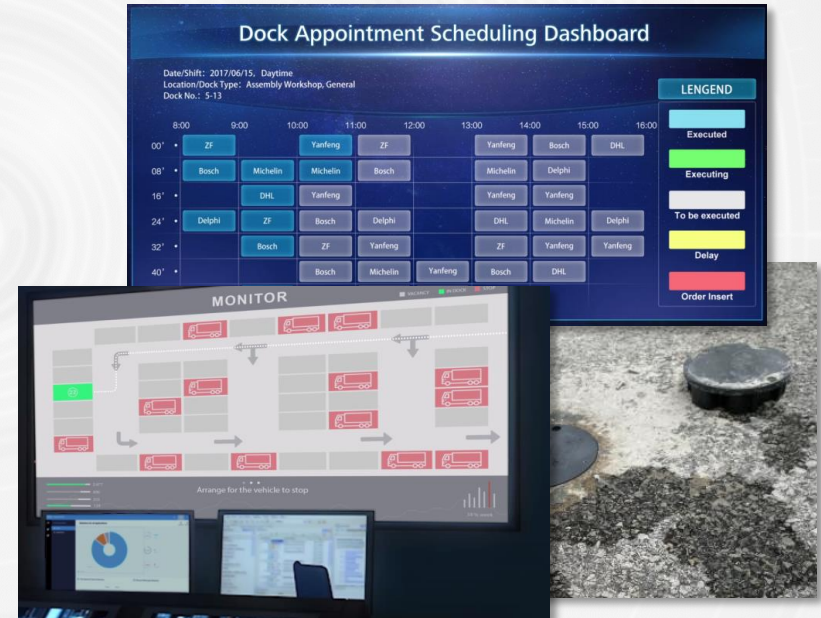 Dock Appointment Scheduling Dashboard
Date/Shift: 2017/06/15, Daytime
Location/Dock Type: Assembly Workshop, General
Dock No.: 5-13
LENGEND
8:00 9:00 10:00 11:00 12:00 13:00 14:00 15:00 16:00
00' • ZF Yanfeng ZF Yanfeng Bosch DHL
08' • Bosch Michelin Michelin Bosch Michelin Delphi
16' • DHL Yanfeng Yanfeng Yanfeng
24' • Delphi ZF Bosch Delphi DHL Michelin Delphi
32' • Bosch ZF Yanfeng ZF Yanfeng Yanfeng
40' • Bosch Michelin Yanfeng Bosch DHL
Executed
Executing
To be executed
Delay
Order Insert
MONITOR
VACANCY
STOP
Arrange for the vehicle to stop